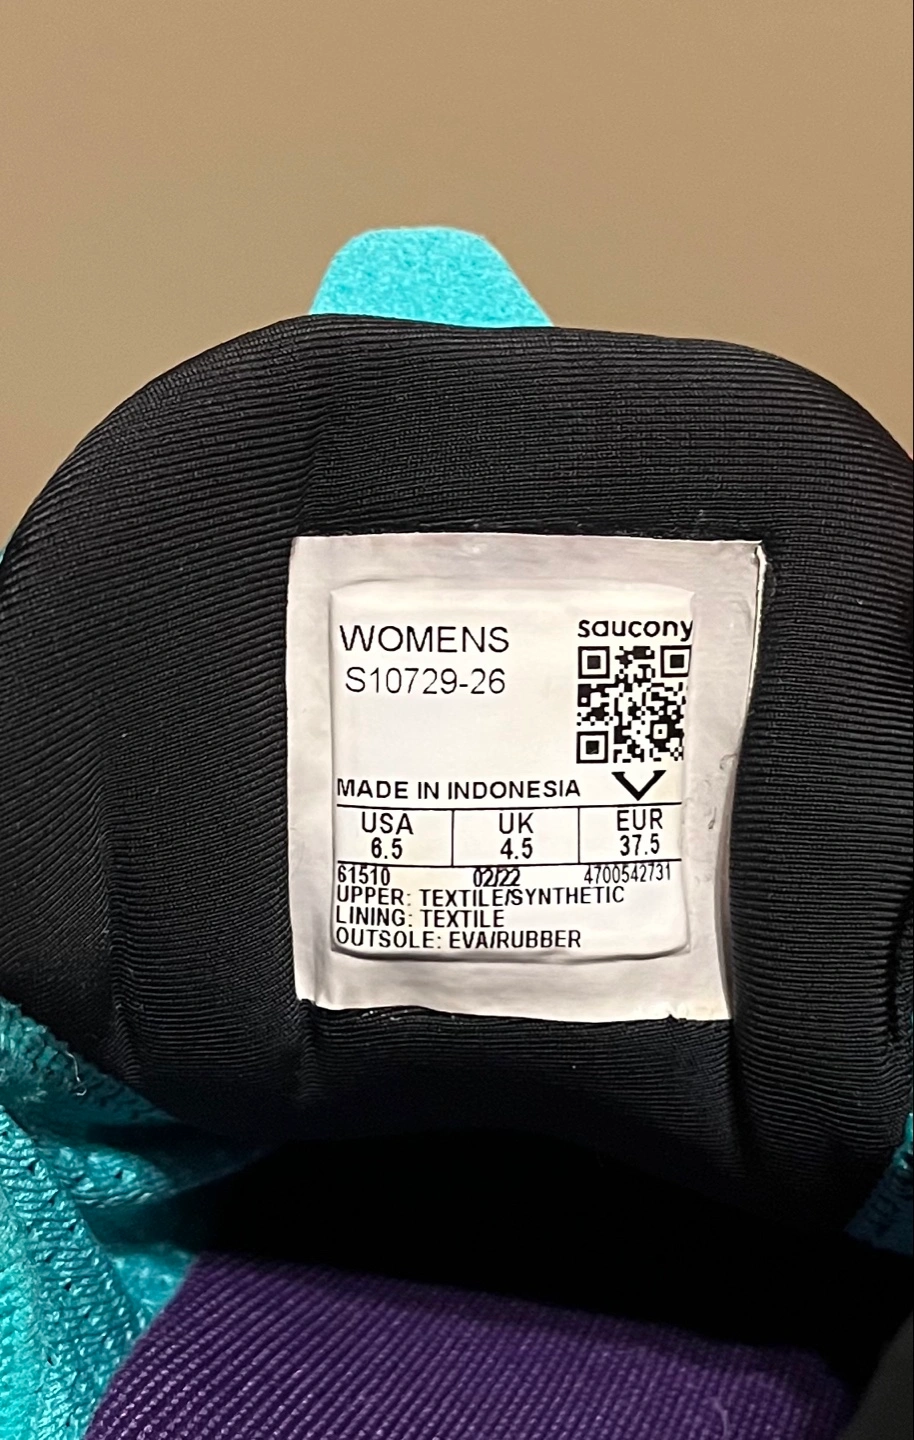 WOMENS
saucony
S10729-26
MADE IN INDONESIA
USA UK EUR
6.5 4.5 37.5
61510 02/22 4700542731
UPPER: TEXTILE/SYNTHETIC
LINING: TEXTILE
OUTSOLE: EVA/RUBBER